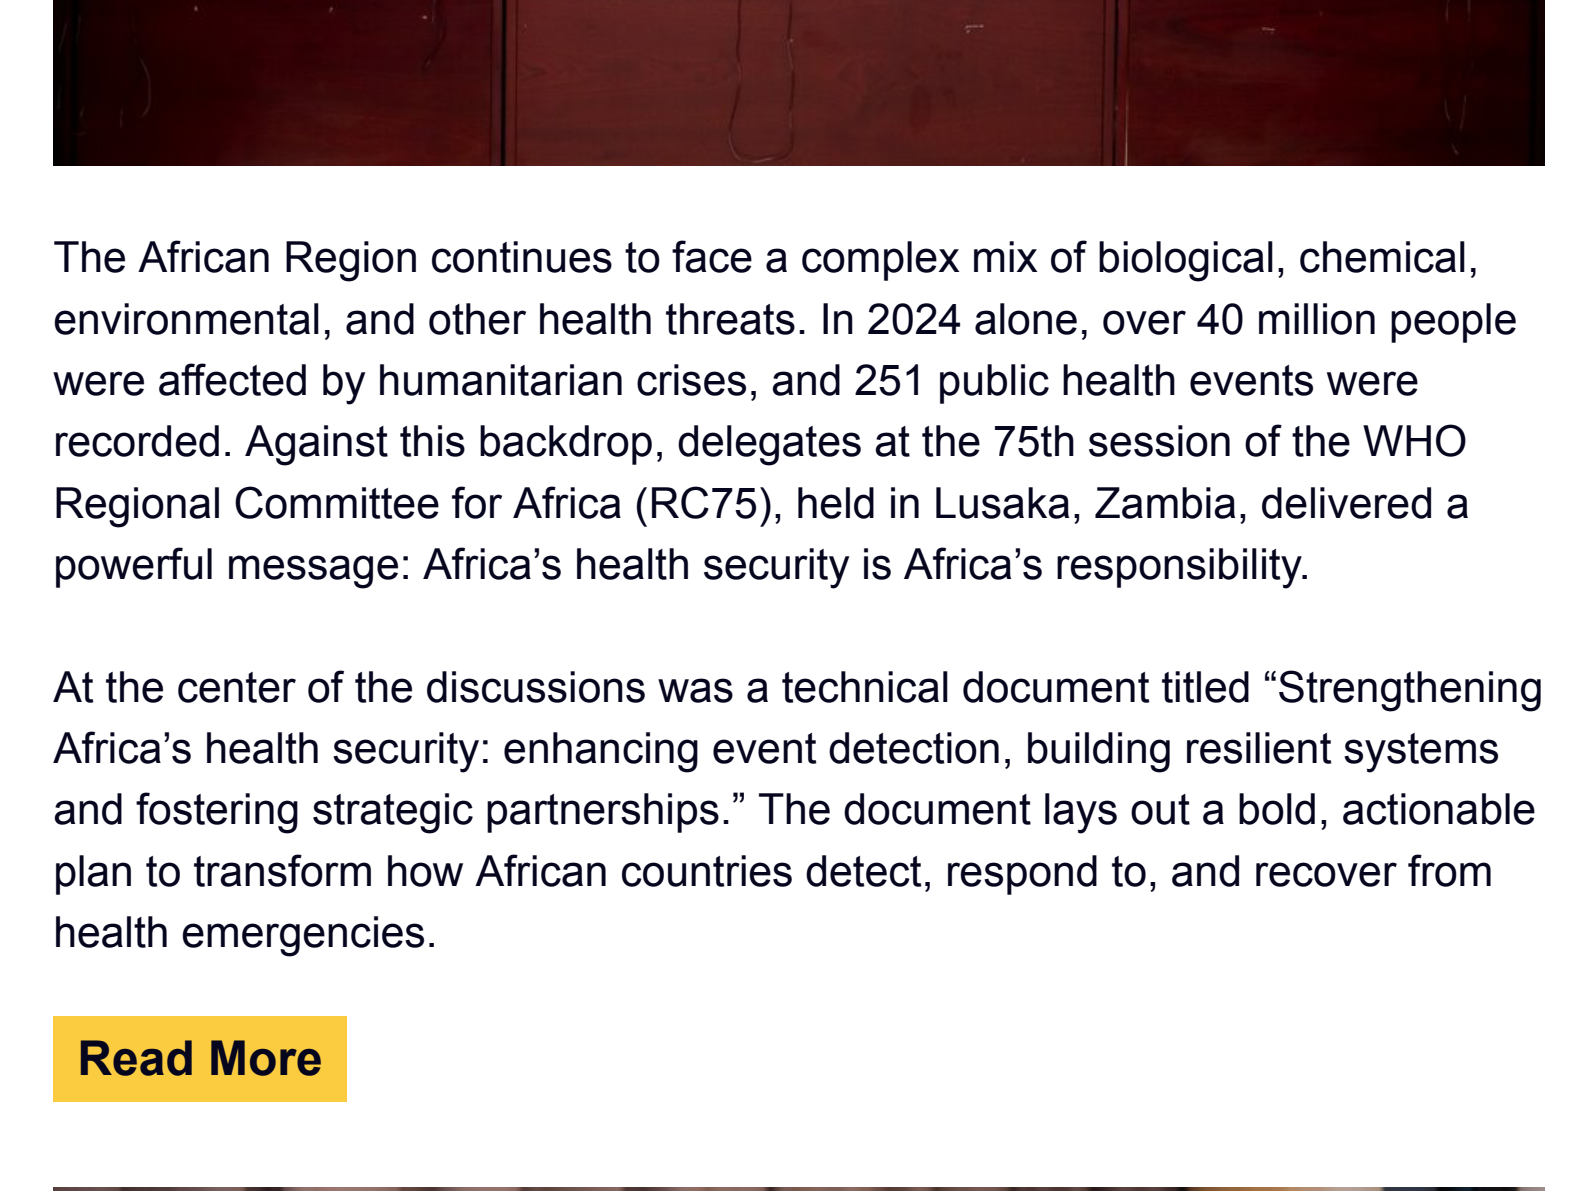 The African Region continues to face a complex mix of biological, chemical,
environmental, and other health threats. In 2024 alone, over 40 million people
were affected by humanitarian crises, and 251 public health events were
recorded. Against this backdrop, delegates at the 75th session of the WHO
Regional Committee for Africa (RC75), held in Lusaka, Zambia, delivered a
powerful message: Africa’s health security is Africa’s responsibility.
At the center of the discussions was a technical document titled “Strengthening
Africa’s health security: enhancing event detection, building resilient systems
and fostering strategic partnerships.” The document lays out a bold, actionable
plan to transform how African countries detect, respond to, and recover from
health emergencies.
Read More